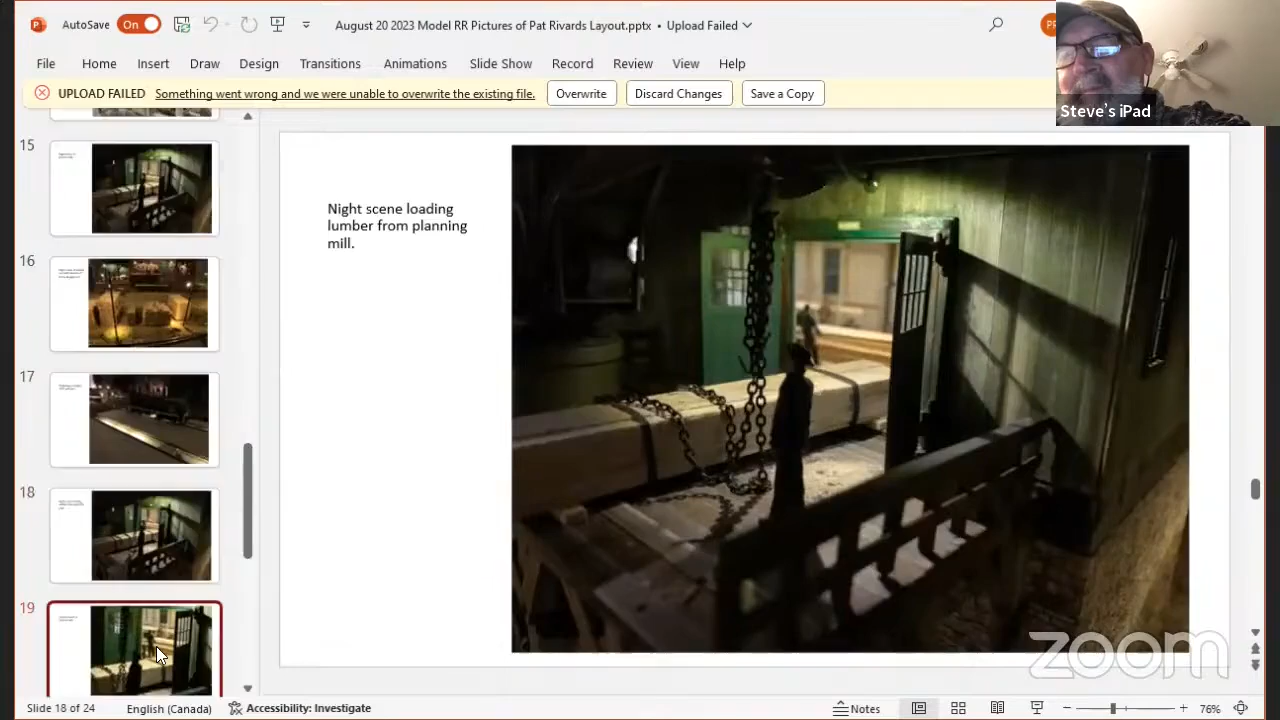 AutoSave On
August 20 2023 Model RR Pictures of Pat Rivards Layout.pptx • Upload Failed
File Home Insert Draw Design Transitions Animations Slide Show Record Review View Help
UPLOAD FAILED Something went wrong and we were unable to overwrite the existing file. Overwrite Discard Changes Save a Copy
Steve's iPad
15
16
17
18
19
Night scene loading
lumber from planning
mill.
zoom
Slide 18 of 24 English (Canada) Accessibility: Investigate Notes 76%